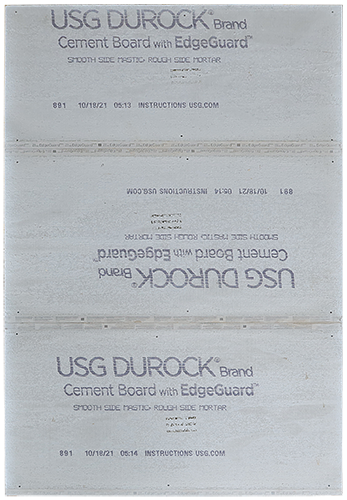 USG DUROCK® Brand
Cement Board with EdgeGuard™
SMOOTH SIDE MASTIC, ROUGH SIDE MORTAR
891 10/18/21 05:13 INSTRUCTIONS USG.COM
USG DUROCK® Brand
Cement Board with EdgeGuard™
SMOOTH SIDE MASTIC, ROUGH SIDE MORTAR
891 10/18/21 05:14 INSTRUCTIONS USG.COM
USG DUROCK® Brand
Cement Board with EdgeGuard™
SMOOTH SIDE MASTIC, ROUGH SIDE MORTAR
891 10/18/21 05:14 INSTRUCTIONS USG.COM